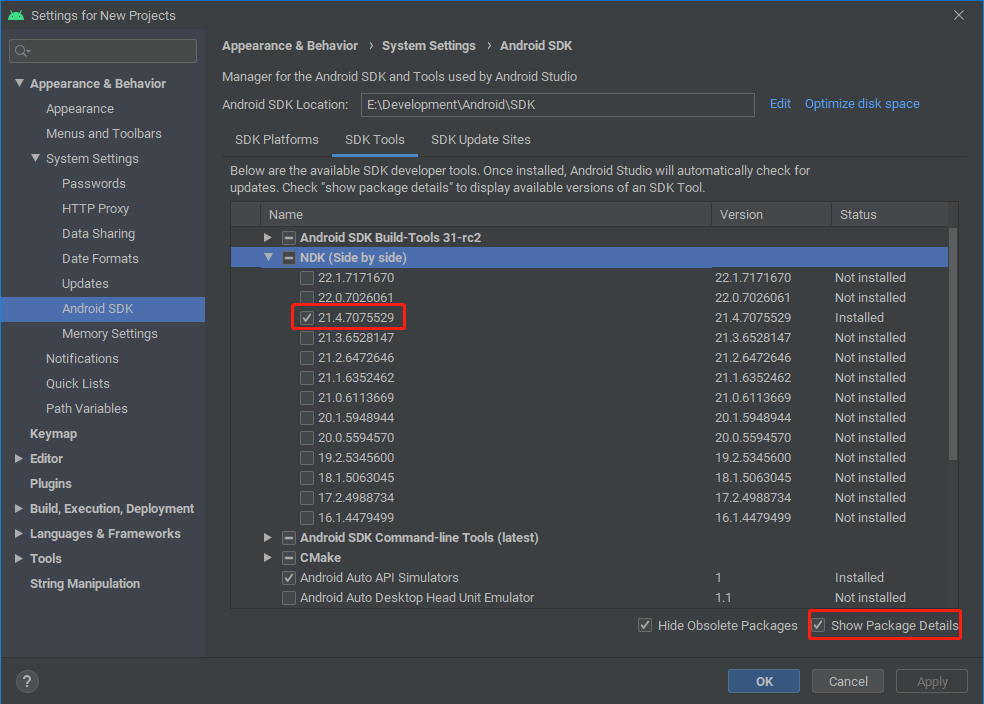 Settings for New Projects
Appearance & Behavior
Appearance
Menus and Toolbars
System Settings
Passwords
HTTP Proxy
Data Sharing
Date Formats
Updates
Android SDK
Memory Settings
Notifications
Quick Lists
Path Variables
Keymap
Editor
Plugins
Build, Execution, Deployment
Languages & Frameworks
Tools
String Manipulation
Appearance & Behavior › System Settings › Android SDK
Manager for the Android SDK and Tools used by Android Studio
Android SDK Location: E:\Development\Android\SDK Edit Optimize disk space
SDK Platforms SDK Tools SDK Update Sites
Below are the available SDK developer tools. Once installed, Android Studio will automatically check for
updates. Check "show package details" to display available versions of an SDK Tool.
Name Version Status
Android SDK Build-Tools 31-rc2
NDK (Side by side)
22.1.7171670 22.1.7171670 Not installed
22.0.7026061 22.0.7026061 Not installed
21.4.7075529 21.4.7075529 Installed
21.3.6528147 21.3.6528147 Not installed
21.2.6472646 21.2.6472646 Not installed
21.1.6352462 21.1.6352462 Not installed
21.0.6113669 21.0.6113669 Not installed
20.1.5948944 20.1.5948944 Not installed
20.0.5594570 20.0.5594570 Not installed
19.2.5345600 19.2.5345600 Not installed
18.1.5063045 18.1.5063045 Not installed
17.2.4988734 17.2.4988734 Not installed
16.1.4479499 16.1.4479499 Not installed
Android SDK Command-line Tools (latest)
CMake
Android Auto API Simulators 1 Installed
Android Auto Desktop Head Unit Emulator 1.1 Not installed
Hide Obsolete Packages Show Package Details
? OK Cancel Apply